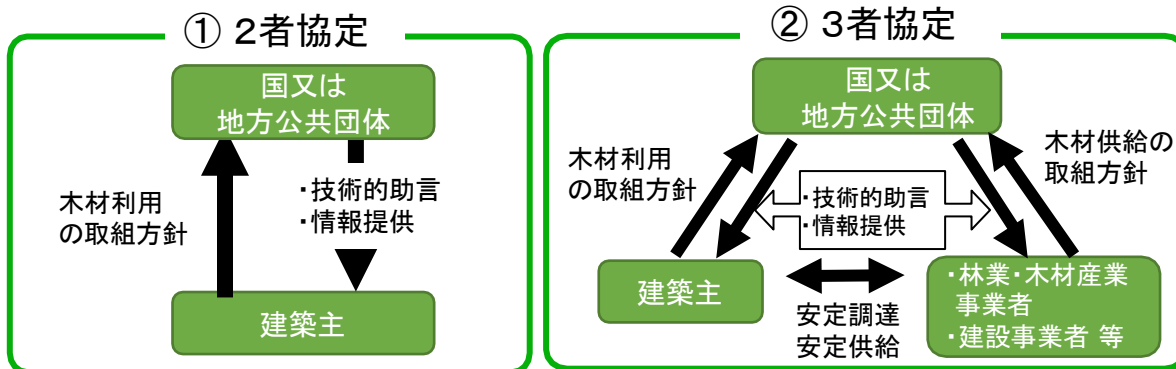 ① 2者協定
国又は
地方公共団体
木材利用
の取組方針
・技術的助言
・情報提供
建築主
② 3者協定
国又は
地方公共団体
木材利用
の取組方針
木材供給の
取組方針
・技術的助言
・情報提供
建築主
安定調達
安定供給
・林業・木材産業
事業者
・建設事業者 等